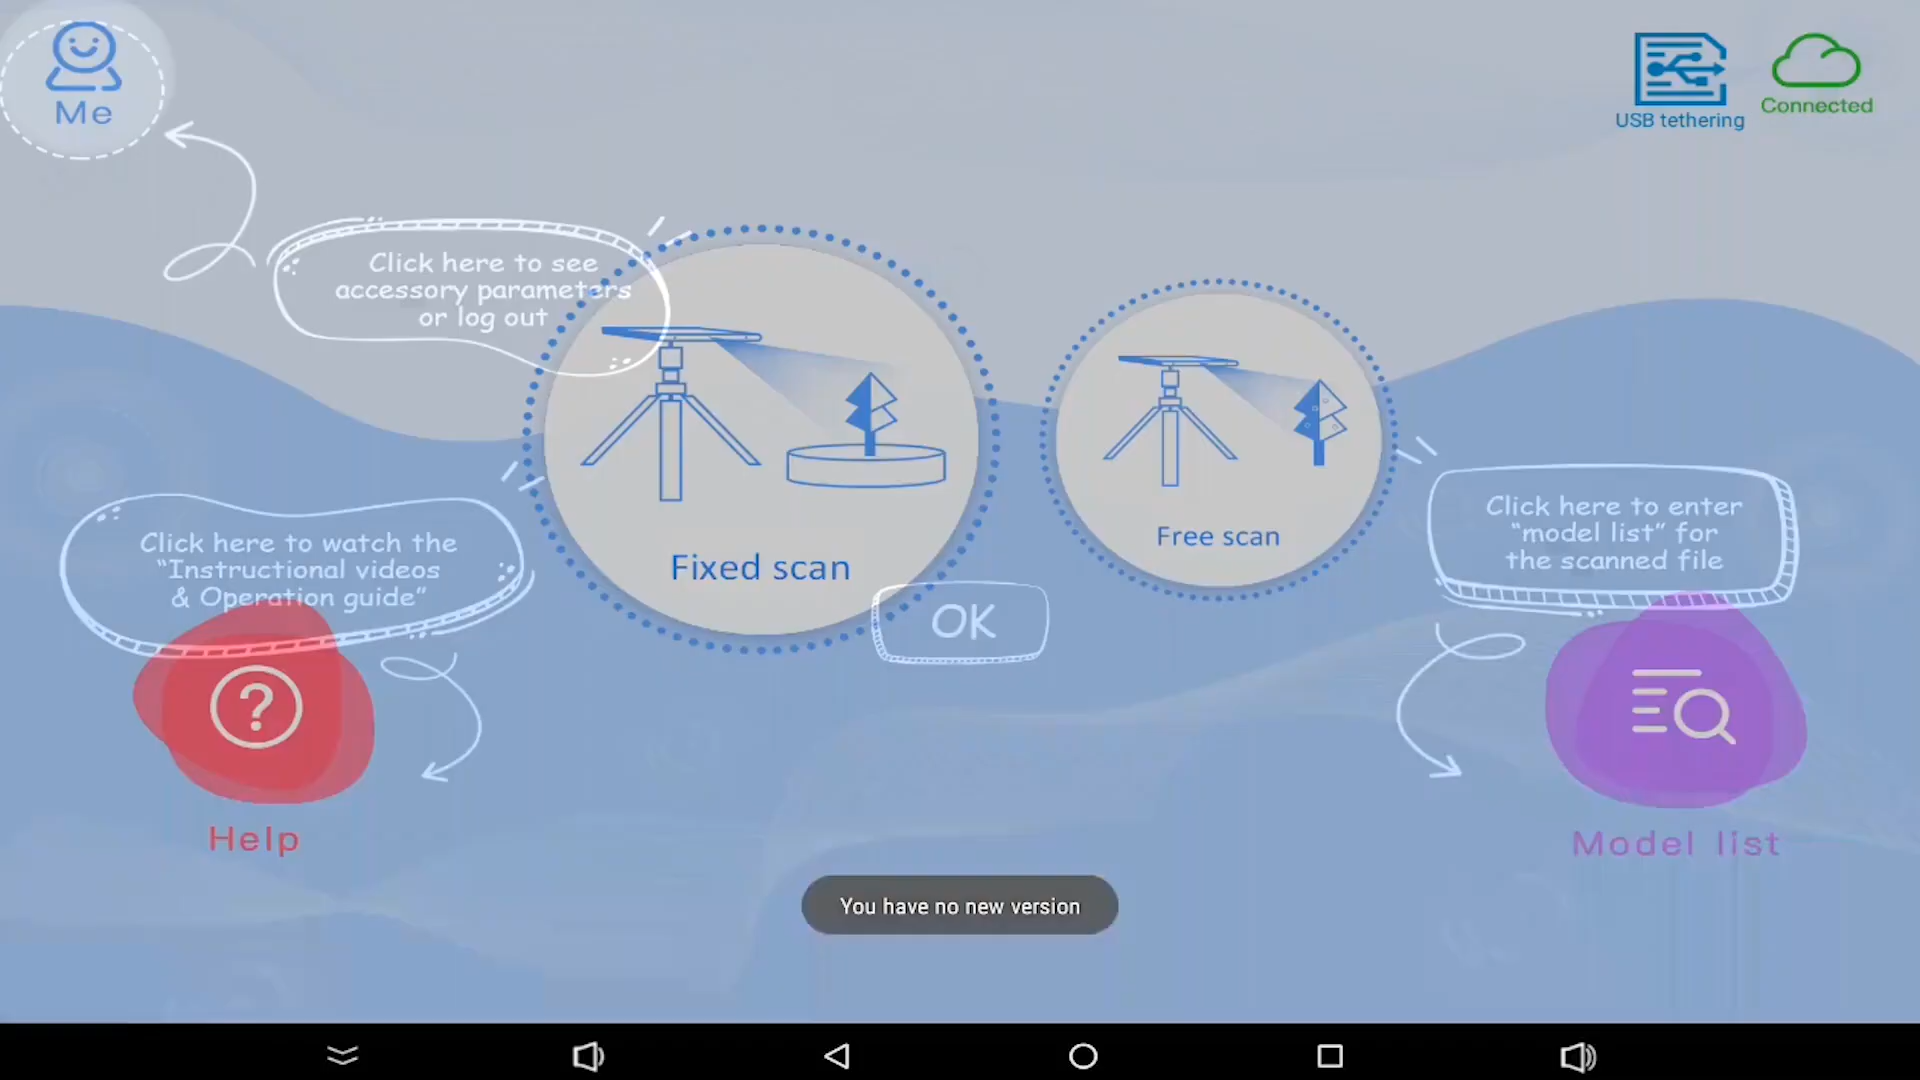 Me
USB tethering
Connected
Click here to see
accessory parameters
or log out
Fixed scan
Free scan
Click here to watch the
“Instructional videos
& Operation guide”
Click here to enter
“model list” for
the scanned file
OK
?
Help
Model list
You have no new version